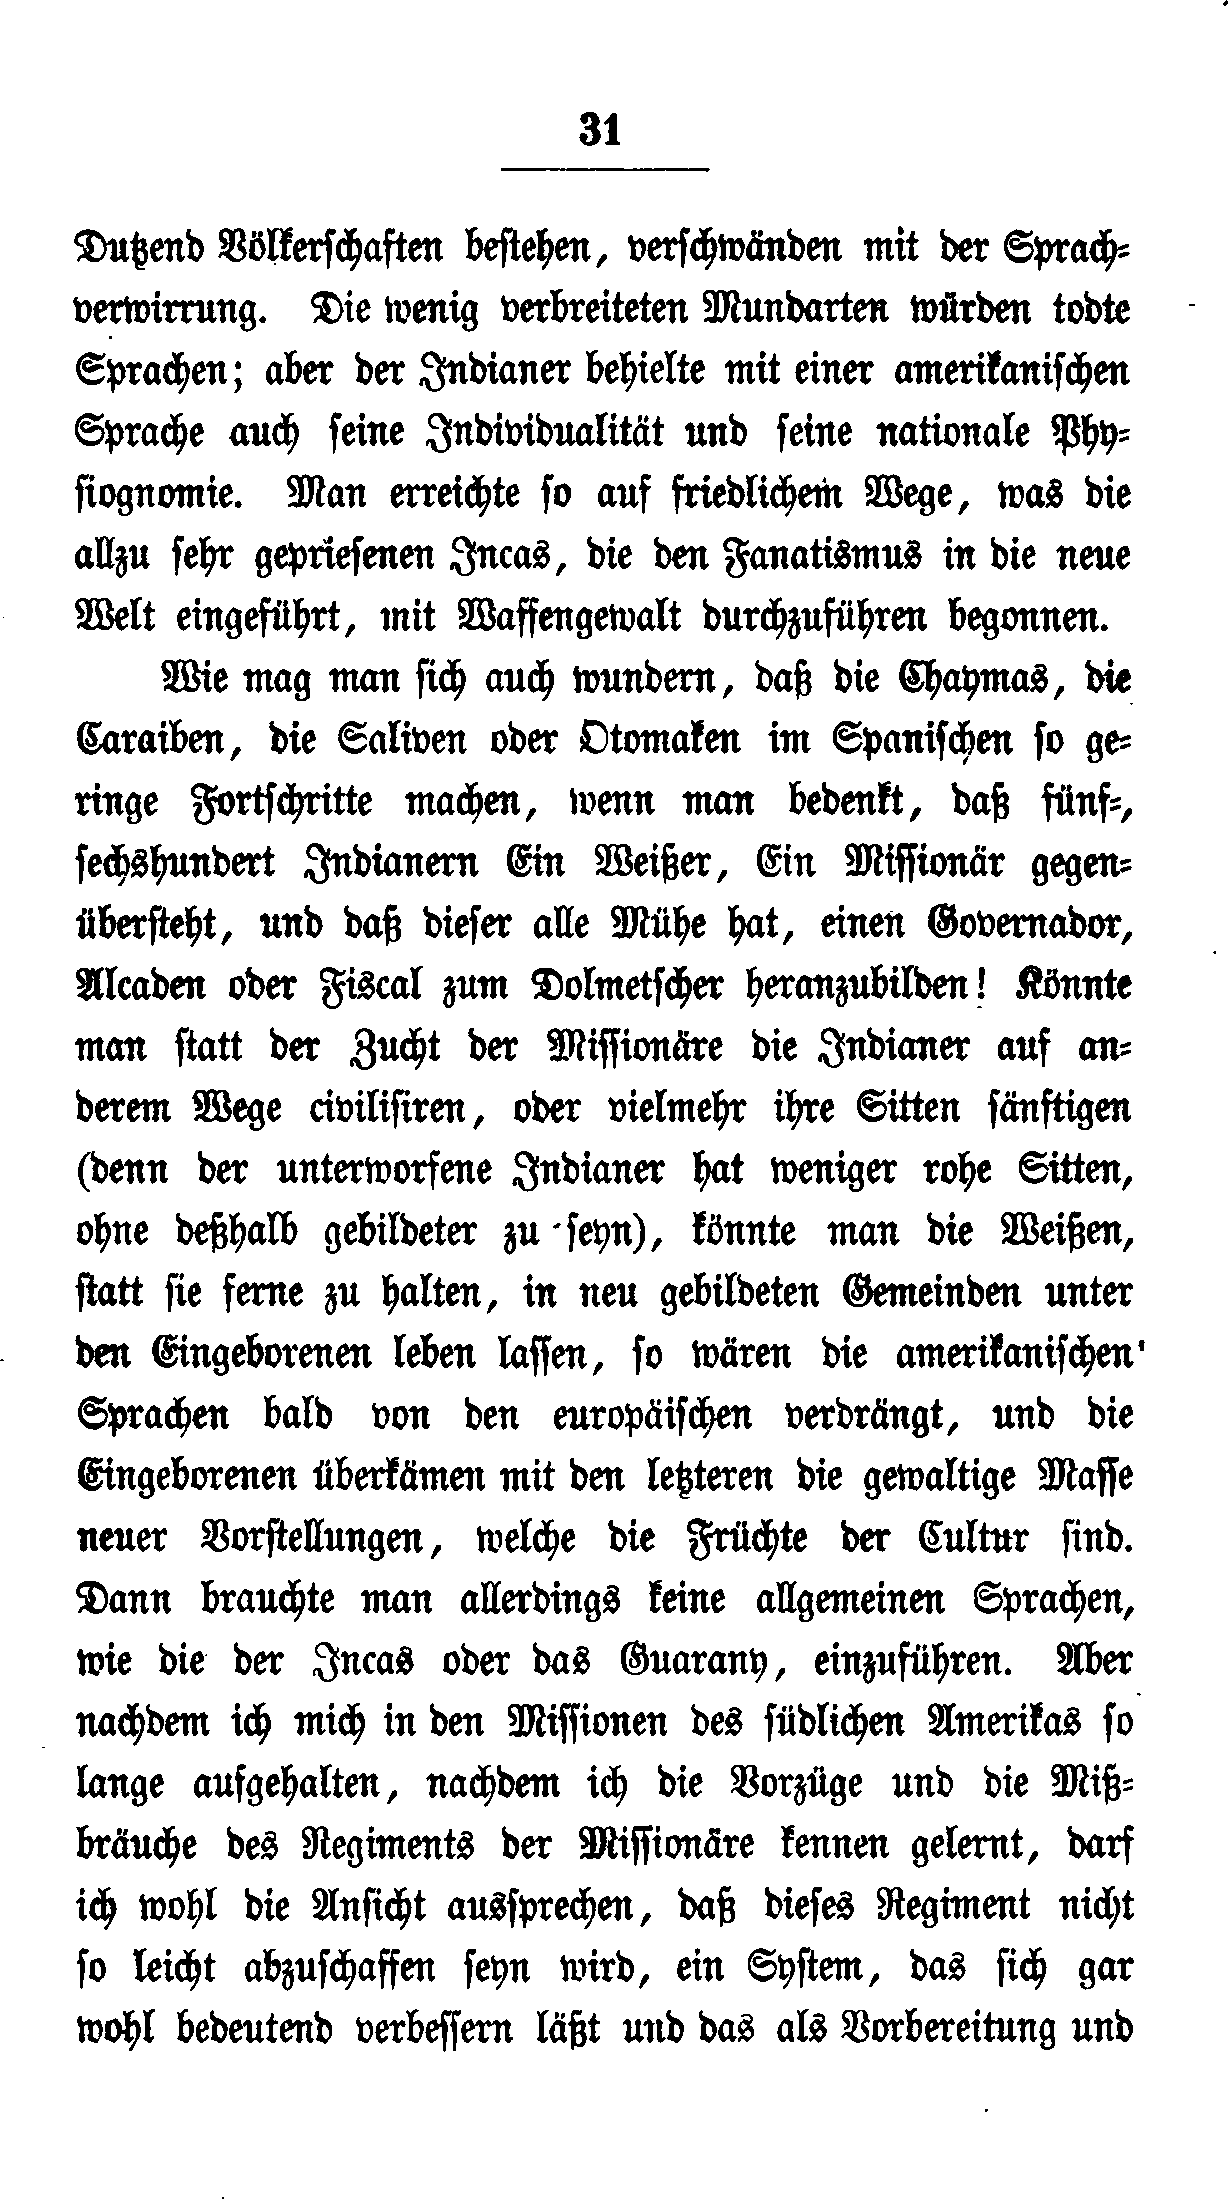 31
Dutzend Völkerschaften bestehen, verschwänden mit der Sprach-
verwirrung. Die wenig verbreiteten Mundarten würden todte
Sprachen; aber der Indianer behielte mit einer amerikanischen
Sprache auch seine Individualität und seine nationale Phy-
siognomie. Man erreichte so auf friedlichem Wege, was die
allzu sehr gepriesenen Incas, die den Fanatismus in die neue
Welt eingeführt, mit Waffengewalt durchzuführen begonnen.
Wie mag man sich auch wundern, daß die Chaymas, die
Caraiben, die Saliven oder Otomaken im Spanischen so ge-
ringe Fortschritte machen, wenn man bedenkt, daß fünf-,
sechshundert Indianern Ein Weißer, Ein Missionär gegen-
übersteht, und daß dieser alle Mühe hat, einen Governador,
Alcaden oder Fiscal zum Dolmetscher heranzubilden! Könnte
man statt der Zucht der Missionäre die Indianer auf an-
derem Wege civilisiren, oder vielmehr ihre Sitten sänftigen
(denn der unterworfene Indianer hat weniger rohe Sitten,
ohne deßhalb gebildeter zu seyn), könnte man die Weißen,
statt sie ferne zu halten, in neu gebildeten Gemeinden unter
den Eingeborenen leben lassen, so wären die amerikanischen
Sprachen bald von den europäischen verdrängt, und die
Eingeborenen überkämen mit den letzteren die gewaltige Masse
neuer Vorstellungen, welche die Früchte der Cultur sind.
Dann brauchte man allerdings keine allgemeinen Sprachen,
wie die der Incas oder das Guarany, einzuführen. Aber
nachdem ich mich in den Missionen des südlichen Amerikas so
lange aufgehalten, nachdem ich die Vorzüge und die Miß-
bräuche des Regiments der Missionäre kennen gelernt, darf
ich wohl die Ansicht aussprechen, daß dieses Regiment nicht
so leicht abzuschaffen seyn wird, ein System, das sich gar
wohl bedeutend verbessern läßt und das als Vorbereitung und